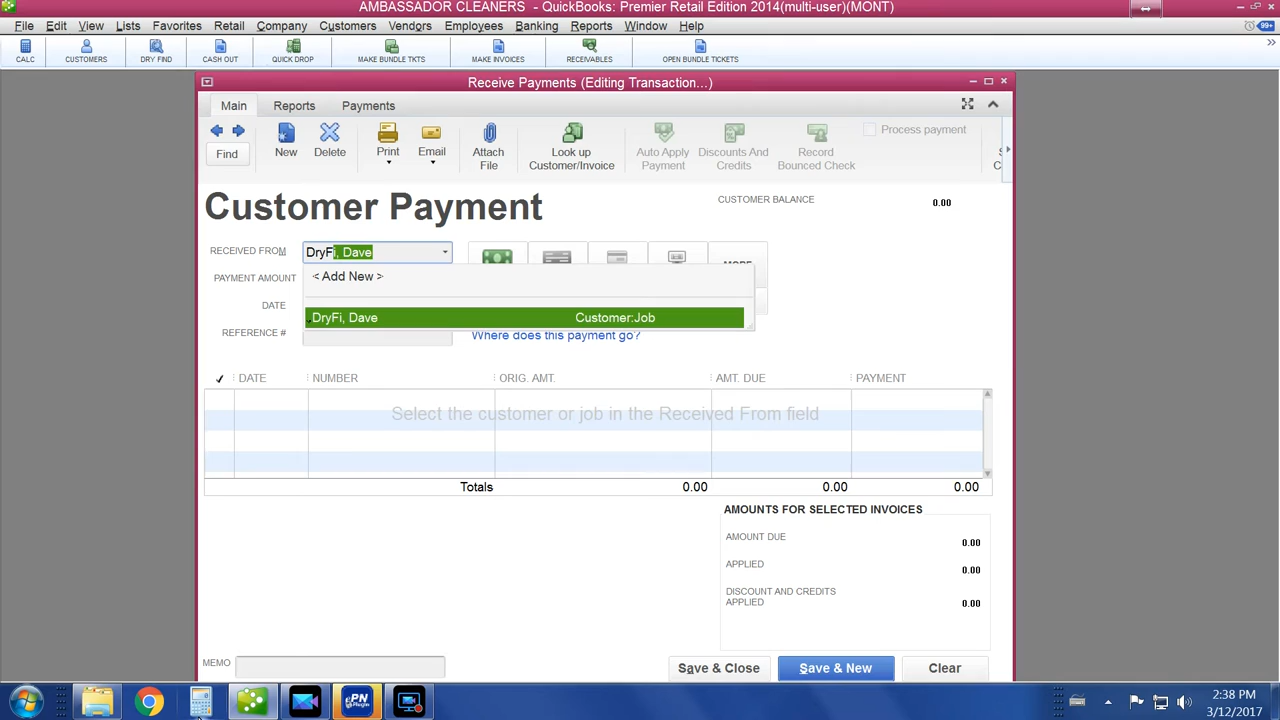 AMBASSADOR CLEANERS - QuickBooks: Premier Retail Edition 2014(multi-user)(MONT)
File Edit View Lists Favorites Retail Company Customers Vendors Employees Banking Reports Window Help
99+
CALC CUSTOMERS DRY FIND CASH OUT QUICK DROP MAKE BUNDLE TKTS MAKE INVOICES RECEIVABLES OPEN BUNDLE TICKETS
Receive Payments (Editing Transaction...)
Main Reports Payments
Find New Delete Print Email Attach File Look up Customer/Invoice Auto Apply Payment Discounts And Credits Record Bounced Check Process payment
Customer Payment
CUSTOMER BALANCE 0.00
RECEIVED FROM DryFi, Dave
PAYMENT AMOUNT < Add New >
DATE
DryFi, Dave Customer:Job
REFERENCE #
Where does this payment go?
✓ DATE NUMBER ORIG. AMT. AMT. DUE PAYMENT
Select the customer or job in the Received From field
Totals 0.00 0.00 0.00
AMOUNTS FOR SELECTED INVOICES
AMOUNT DUE 0.00
APPLIED 0.00
DISCOUNT AND CREDITS
APPLIED 0.00
MEMO
Save & Close Save & New Clear
PN
Plugin
2:38 PM
3/12/2017